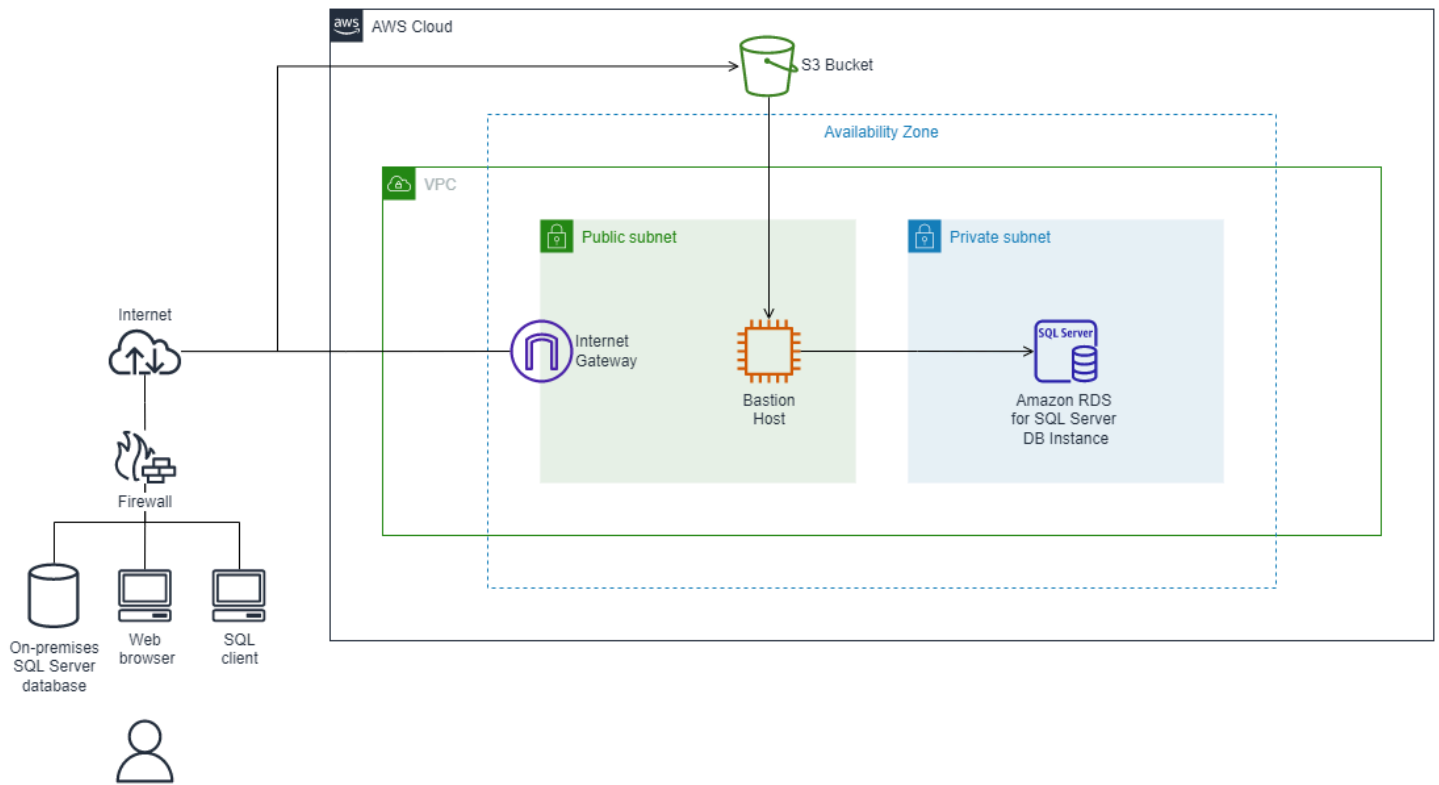 aws
AWS Cloud
S3 Bucket
Availability Zone
VPC
Public subnet
Private subnet
Internet
Internet
Gateway
SQL Server
Bastion
Host
Amazon RDS
for SQL Server
DB Instance
Firewall
On-premises
SQL Server
database
Web
browser
SQL
client